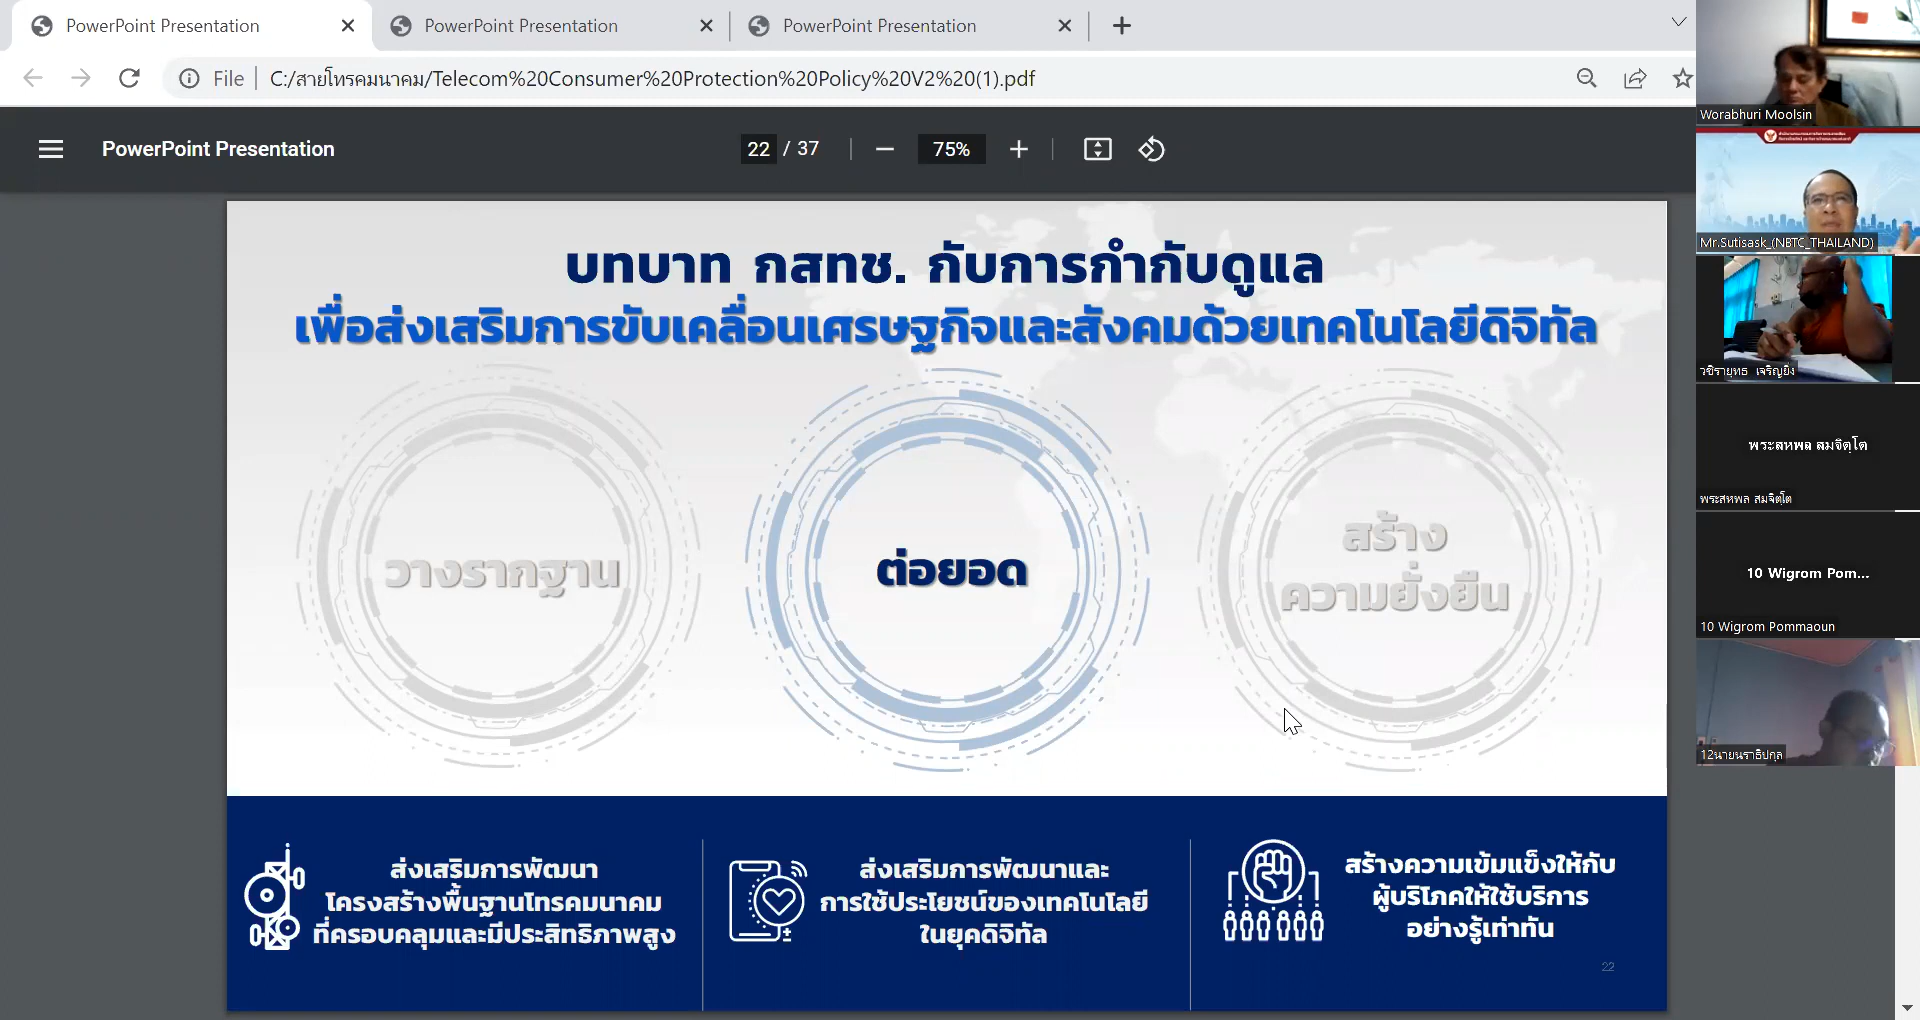 PowerPoint Presentation
PowerPoint Presentation
PowerPoint Presentation
File
C:/สายโทรคมนาคม/Telecom%20Consumer%20Protection%20Policy%20V2%20(1).pdf
PowerPoint Presentation
22 / 37
75%
บทบาท กสทช. กับการกำกับดูแล
เพื่อส่งเสริมการขับเคลื่อนเศรษฐกิจและสังคมด้วยเทคโนโลยีดิจิทัล
วางรากฐาน
ต่อยอด
สร้าง
ความยั่งยืน
ส่งเสริมการพัฒนา
โครงสร้างพื้นฐานโทรคมนาคม
ที่ครอบคลุมและมีประสิทธิภาพสูง
ส่งเสริมการพัฒนาและ
การใช้ประโยชน์ของเทคโนโลยี
ในยุคดิจิทัล
สร้างความเข้มแข็งให้กับ
ผู้บริโภคให้ใช้บริการ
อย่างรู้เท่าทัน
22
Worabhuri Moolsin
Mr.Sutisask_(NBTC_THAILAND)
วชิรายุทธ เจริญยิ่ง
พระสหพล สมจิตฺโต
พระสหพล สมจิตฺโต
10 Wigrom Pom...
10 Wigrom Pommaoun
12นายนราธิปกุล